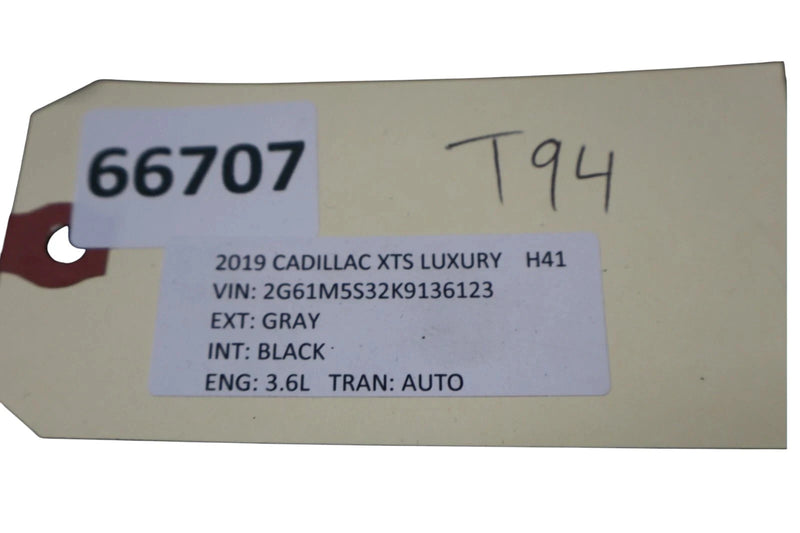 66707
T94
2019 CADILLAC XTS LUXURY H41
VIN: 2G61M5S32K9136123
EXT: GRAY
INT: BLACK
ENG: 3.6L TRAN: AUTO